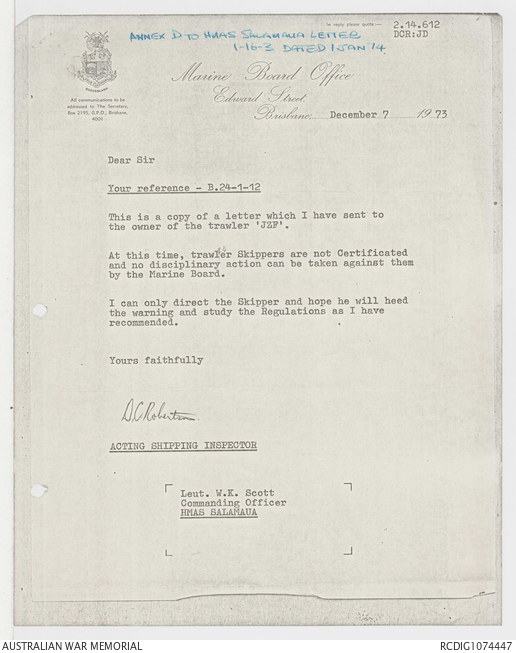 In reply please quote:— 2.14.612
DCR:JD
ANNEX D TO HMAS SALAMAUA LETTER
1-16-3 DATED 1 JAN 74
QUEENSLAND
All communications to be
addressed to The Secretary,
Box 2195, G.P.O., Brisbane,
4001
Marine Board Office
Edward Street,
Brisbane, December 7 1973
Dear Sir
Your reference - B.24-1-12
This is a copy of a letter which I have sent to
the owner of the trawler 'JZF'.
At this time, trawler Skippers are not Certificated
and no disciplinary action can be taken against them
by the Marine Board.
I can only direct the Skipper and hope he will heed
the warning and study the Regulations as I have
recommended.
Yours faithfully
D.C. Robertson
ACTING SHIPPING INSPECTOR
Leut. W.K. Scott
Commanding Officer
HMAS SALAMAUA
AUSTRALIAN WAR MEMORIAL
RCDIG1074447